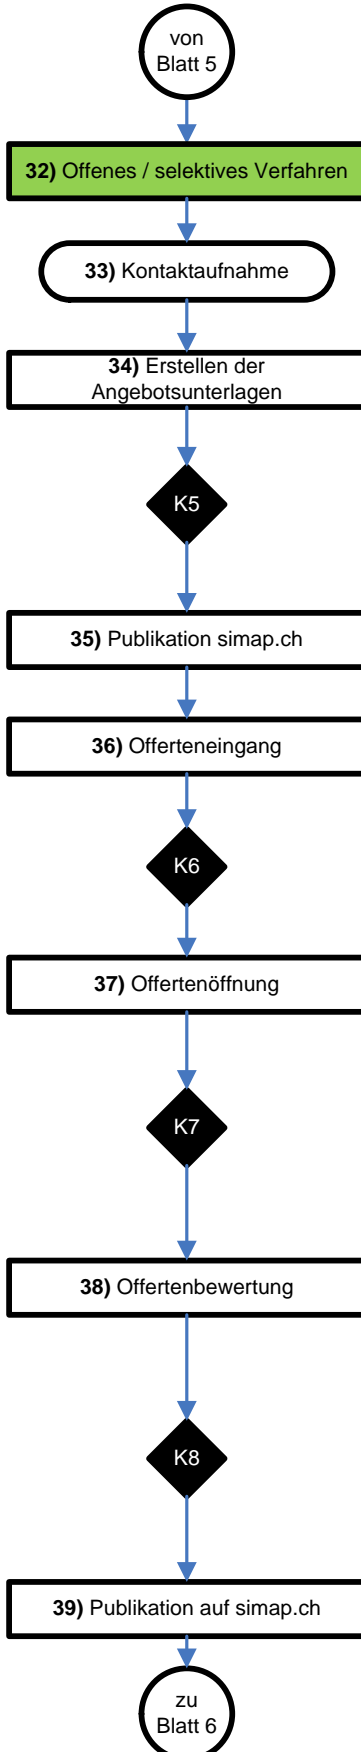 von
Blatt 5
32) Offenes / selektives Verfahren
33) Kontaktaufnahme
34) Erstellen der
Angebotsunterlagen
K5
35) Publikation simap.ch
36) Offerteneingang
K6
37) Offertenöffnung
K7
38) Offertenbewertung
K8
39) Publikation auf simap.ch
zu
Blatt 6